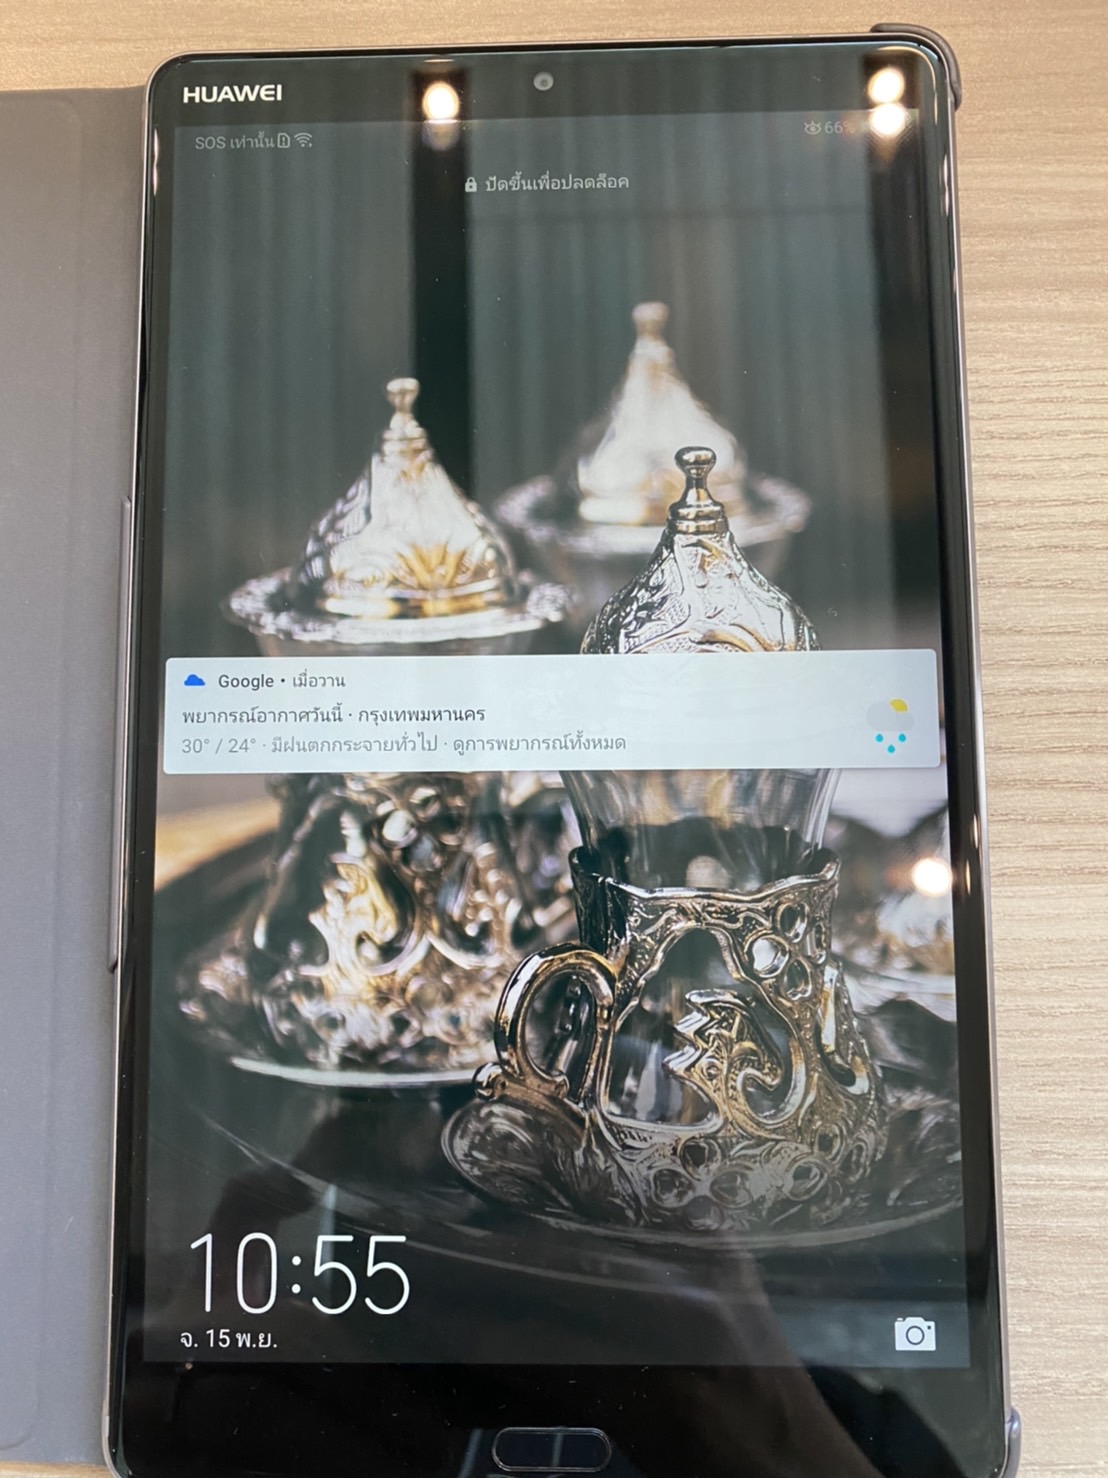 HUAWEI
SOS เท่านั้น
66%
ปัดขึ้นเพื่อปลดล็อค
Google • เมื่อวาน
พยากรณ์อากาศวันนี้ · กรุงเทพมหานคร
30° / 24° · มีฝนตกกระจายทั่วไป · ดูการพยากรณ์ทั้งหมด
10:55
จ. 15 พ.ย.